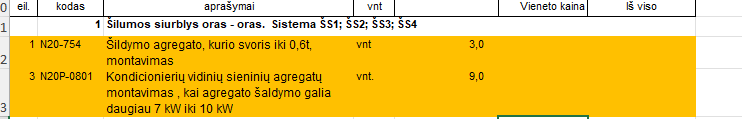 0 eil. kodas aprašymai vnt Vieneto kaina Iš viso
1 1 Šilumos siurblys oras - oras. Sistema ŠS1; ŠS2; ŠS3; ŠS4
1 N20-754 Šildymo agregato, kurio svoris iki 0,6t, vnt 3,0
2 montavimas
3 N20P-0801 Kondicionierių vidinių sieninių agregatų vnt. 9,0
montavimas , kai agregato šaldymo galia
3 daugiau 7 kW iki 10 kW